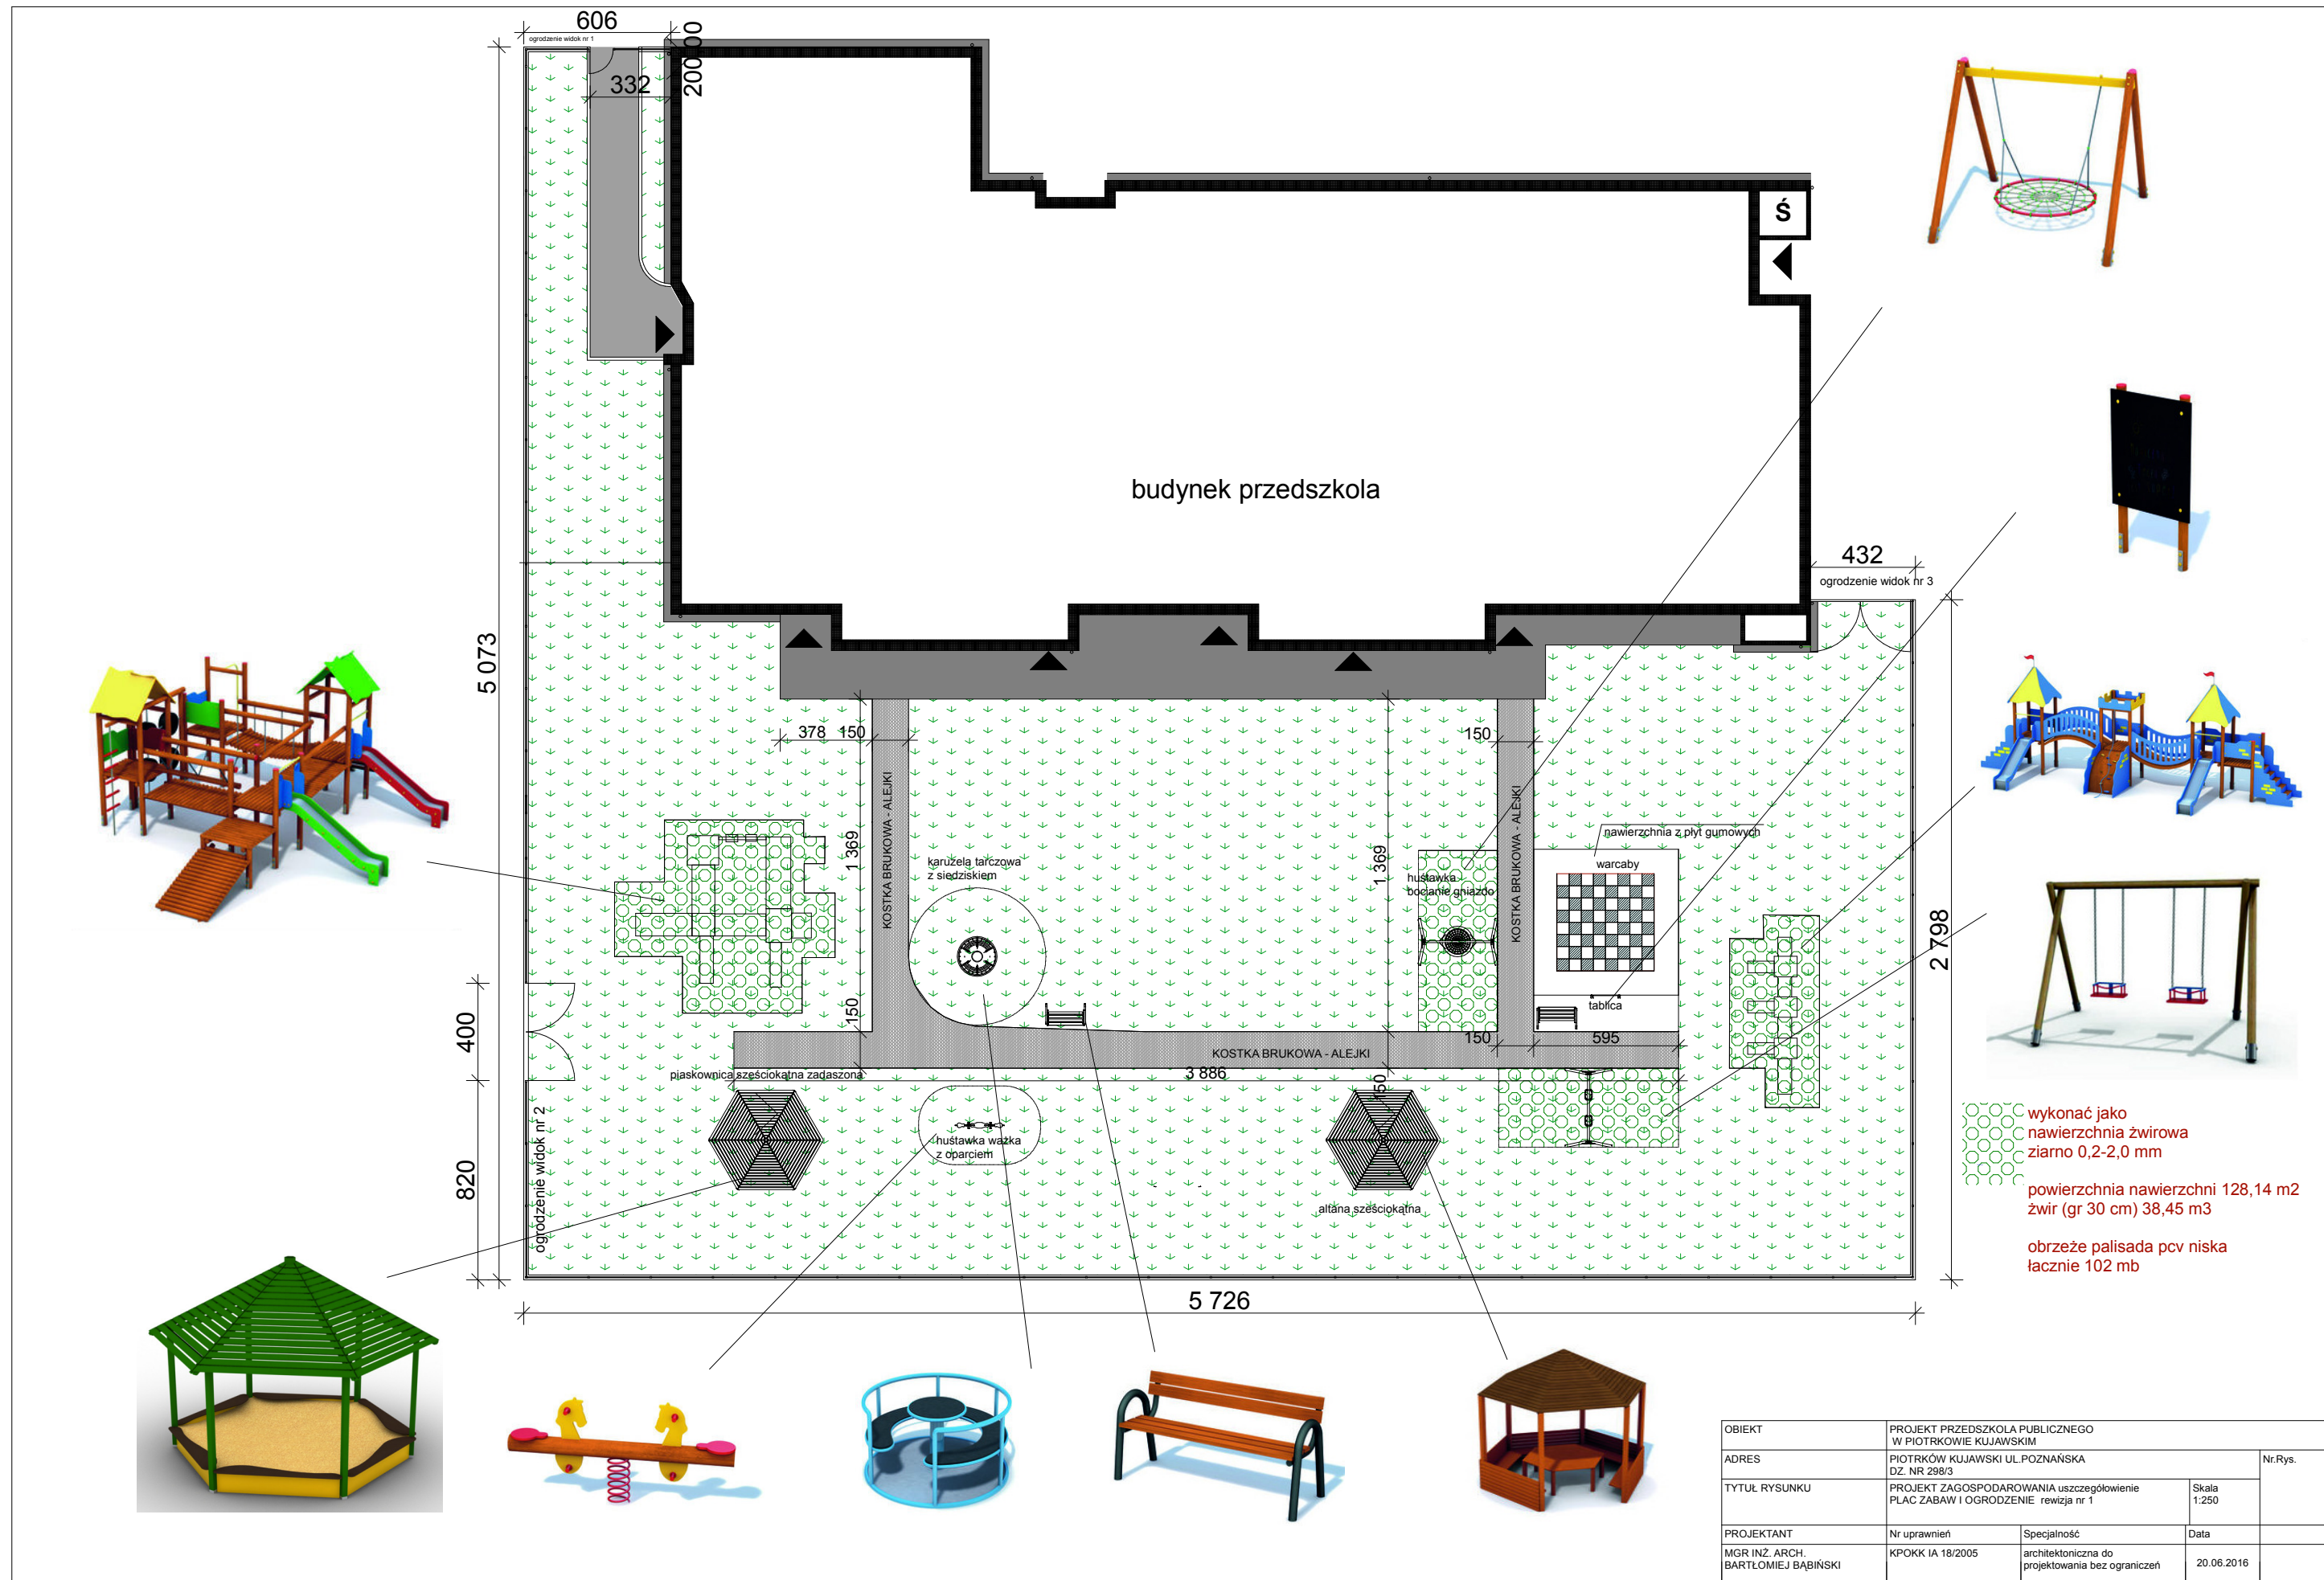 606
ogrodzenie widok nr 1
332
200
00
Ś
budynek przedszkola
432
ogrodzenie widok nr 3
5 073
378
150
150
KOSTKA BRUKOWA - ALEJKI
KOSTKA BRUKOWA - ALEJKI
1 369
1 369
nawierzchnia z płyt gumowych
warcaby
karuzela tarczowa
z siedziskiem
huśtawka
bocianie gniazdo
2 798
150
tablica
400
150
595
KOSTKA BRUKOWA - ALEJKI
piaskownica sześciokątna zadaszona
3 886
150
ogrodzenie widok nr 2
huśtawka ważka
z oparciem
820
altana sześciokątna
wykonać jako
nawierzchnia żwirowa
ziarno 0,2-2,0 mm
powierzchnia nawierzchni 128,14 m2
żwir (gr 30 cm) 38,45 m3
obrzeże palisada pcv niska
łacznie 102 mb
5 726
OBIEKT
PROJEKT PRZEDSZKOLA PUBLICZNEGO
W PIOTRKOWIE KUJAWSKIM
ADRES
PIOTRKÓW KUJAWSKI UL.POZNAŃSKA
DZ. NR 298/3
Nr.Rys.
TYTUŁ RYSUNKU
PROJEKT ZAGOSPODAROWANIA uszczegółowienie
PLAC ZABAW I OGRODZENIE rewizja nr 1
Skala
1:250
PROJEKTANT
Nr uprawnień
Specjalność
Data
MGR INŻ. ARCH.
BARTŁOMIEJ BĄBIŃSKI
KPOKK IA 18/2005
architektoniczna do
projektowania bez ograniczeń
20.06.2016